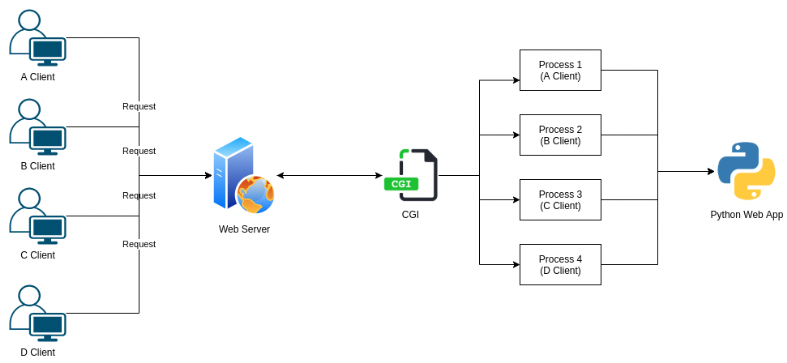 A Client
Request
B Client
Request
Request
C Client
Request
D Client
Web Server
CGI
CGI
Process 1
(A Client)
Process 2
(B Client)
Process 3
(C Client)
Process 4
(D Client)
Python Web App